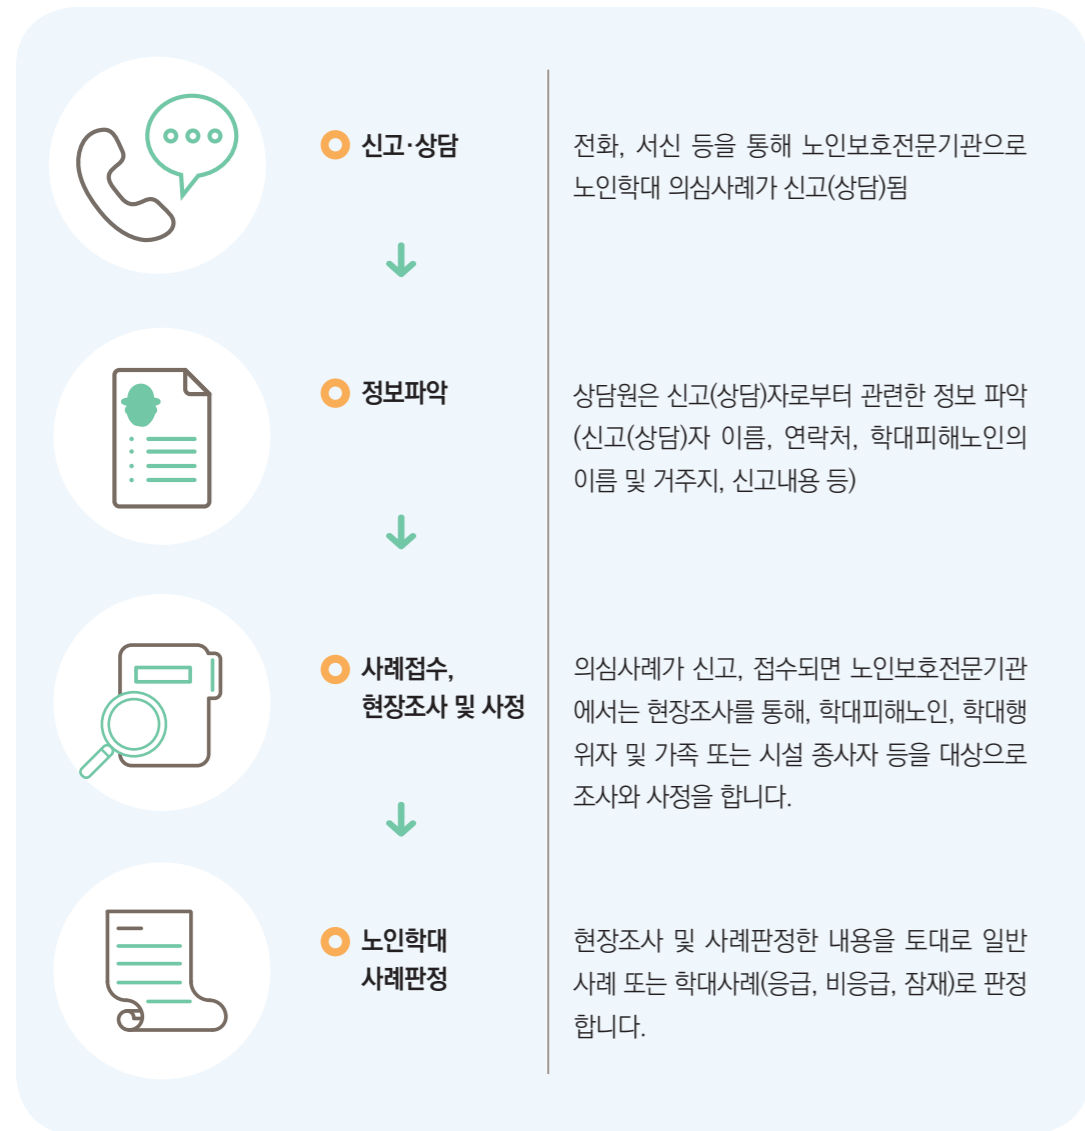 신고·상담
전화, 서신 등을 통해 노인보호전문기관으로
노인학대 의심사례가 신고(상담)됨
정보파악
상담원은 신고(상담)자로부터 관련한 정보 파악
(신고(상담)자 이름, 연락처, 학대피해노인의
이름 및 거주지, 신고내용 등)
사례접수,
현장조사 및 사정
의심사례가 신고, 접수되면 노인보호전문기관
에서는 현장조사를 통해, 학대피해노인, 학대행
위자 및 가족 또는 시설 종사자 등을 대상으로
조사와 사정을 합니다.
노인학대
사례판정
현장조사 및 사례판정한 내용을 토대로 일반
사례 또는 학대사례(응급, 비응급, 잠재)로 판정
합니다.